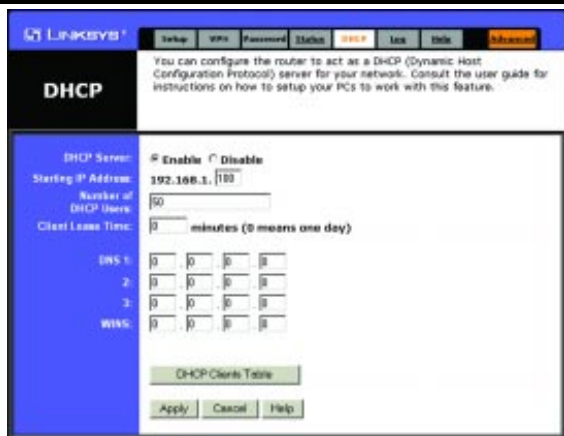 LINKSYS®
Setup VPN Password Status DHCP Log Help Advanced
DHCP
You can configure the router to act as a DHCP (Dynamic Host
Configuration Protocol) server for your network. Consult the user guide for
instructions on how to setup your PCs to work with this feature.
DHCP Server: Enable Disable
Starting IP Address: 192.168.1. 100
Number of
DHCP Users: 50
Client Lease Time: 0 minutes (0 means one day)
DNS 1: 0 . 0 . 0 . 0
2: 0 . 0 . 0 . 0
3: 0 . 0 . 0 . 0
WINS: 0 . 0 . 0 . 0
DHCP Clients Table
Apply Cancel Help